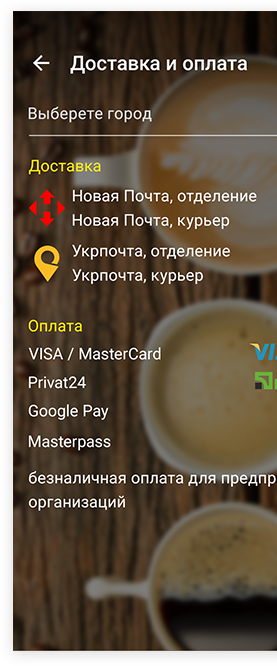 Доставка и оплата
Выберете город
Доставка
Новая Почта, отделение
Новая Почта, курьер
Укрпочта, отделение
Укрпочта, курьер
Оплата
VISA / MasterCard
VIS
Privat24
Google Pay
Masterpass
безналичная оплата для предпр
организаций